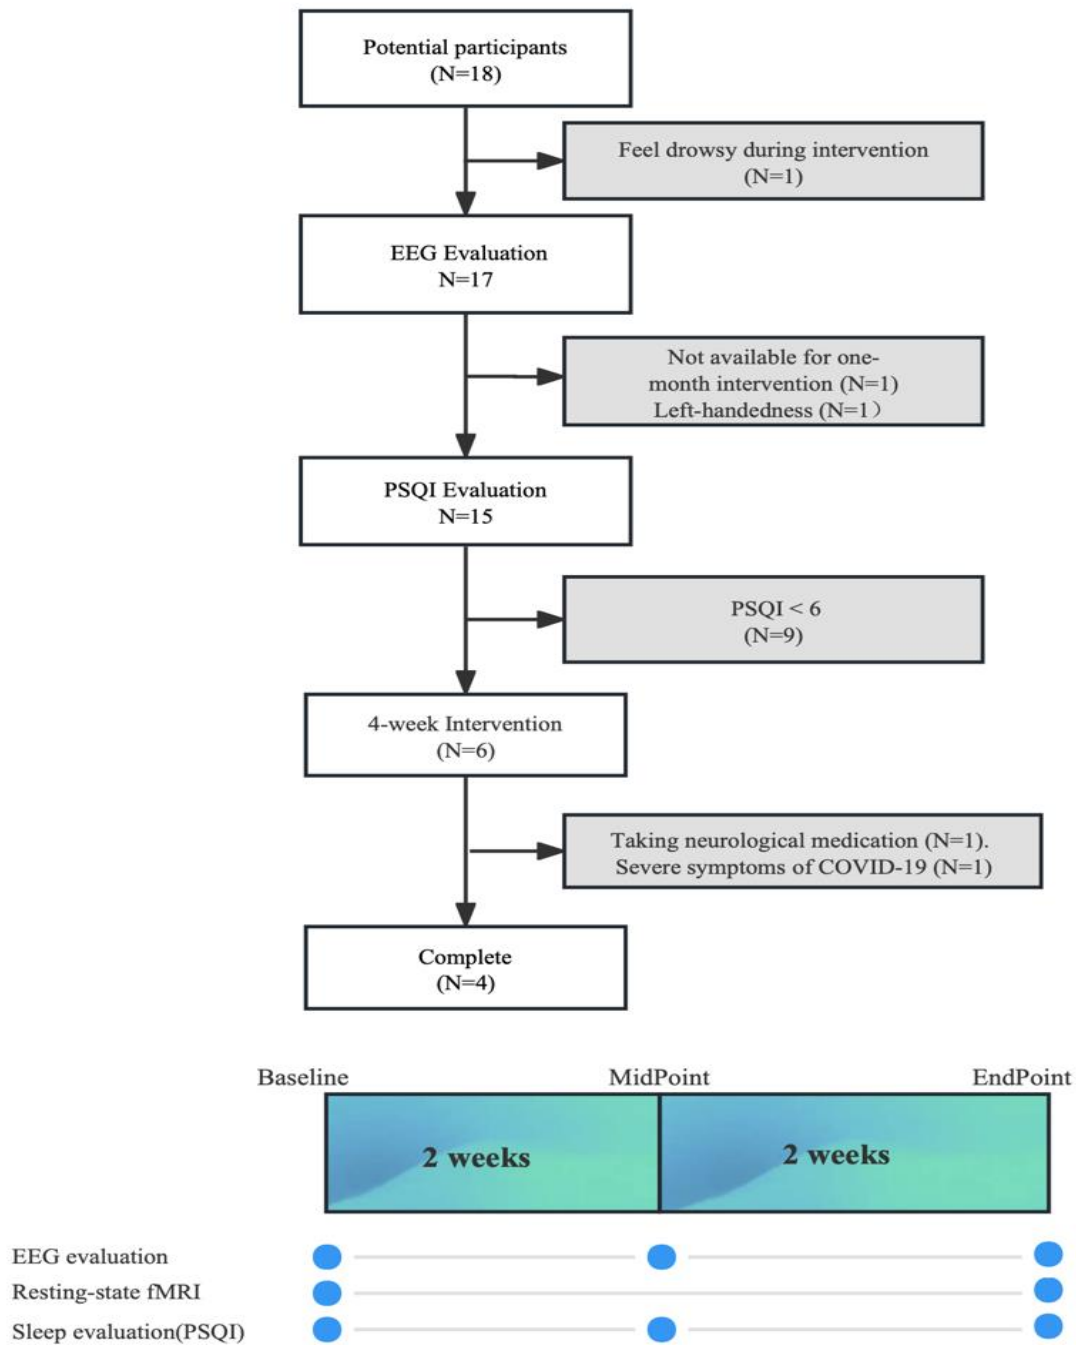 Potential participants
(N=18)
Feel drowsy during intervention
(N=1)
EEG Evaluation
N=17
Not available for one-
month intervention (N=1)
Left-handedness (N=1）
PSQI Evaluation
N=15
PSQI < 6
(N=9)
4-week Intervention
(N=6)
Taking neurological medication (N=1).
Severe symptoms of COVID-19 (N=1)
Complete
(N=4)
Baseline MidPoint EndPoint
2 weeks 2 weeks
EEG evaluation
Resting-state fMRI
Sleep evaluation(PSQI)